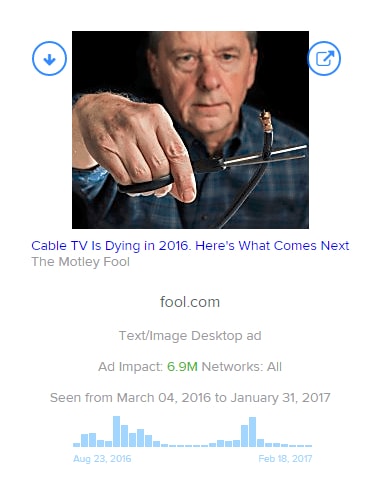 Cable TV Is Dying in 2016. Here's What Comes Next
The Motley Fool
fool.com
Text/Image Desktop ad
Ad Impact: 6.9M Networks: All
Seen from March 04, 2016 to January 31, 2017
Aug 23, 2016 Feb 18, 2017